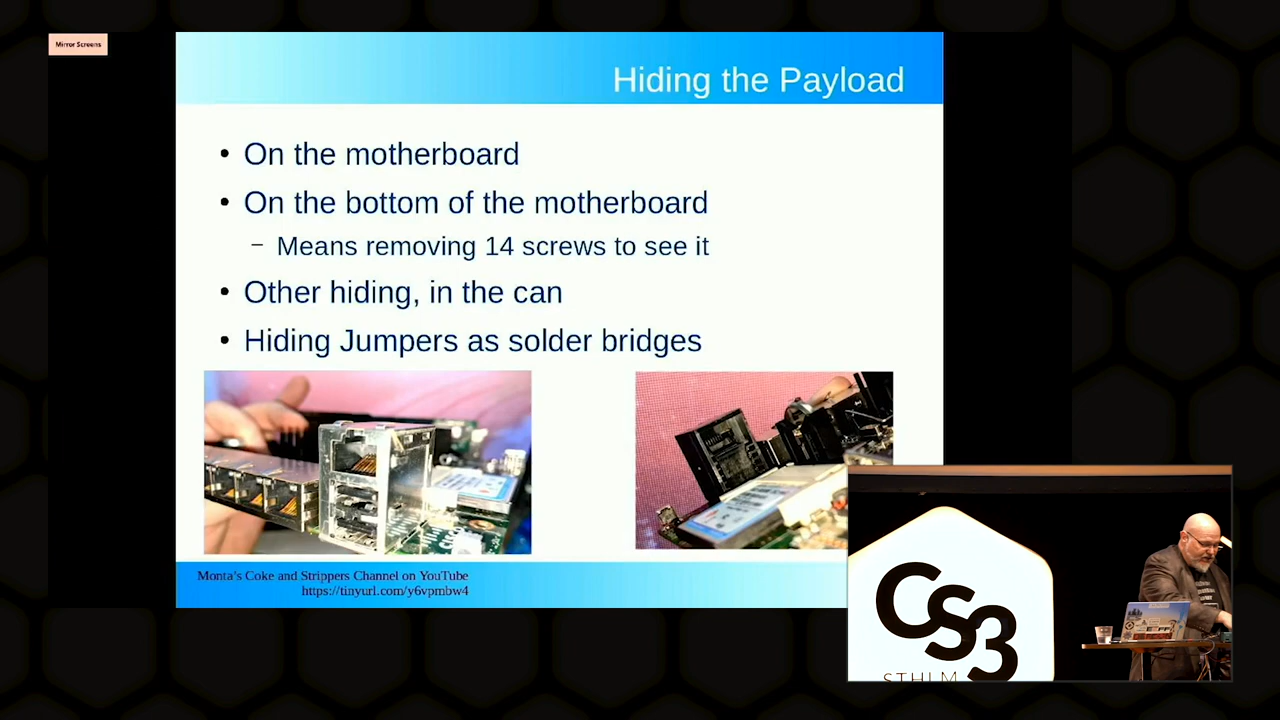 Mirror Screens
Hiding the Payload
• On the motherboard
• On the bottom of the motherboard
– Means removing 14 screws to see it
• Other hiding, in the can
• Hiding Jumpers as solder bridges
Monta's Coke and Strippers Channel on YouTube
https://tinyurl.com/y6vpmbw4
CS3
STHLM